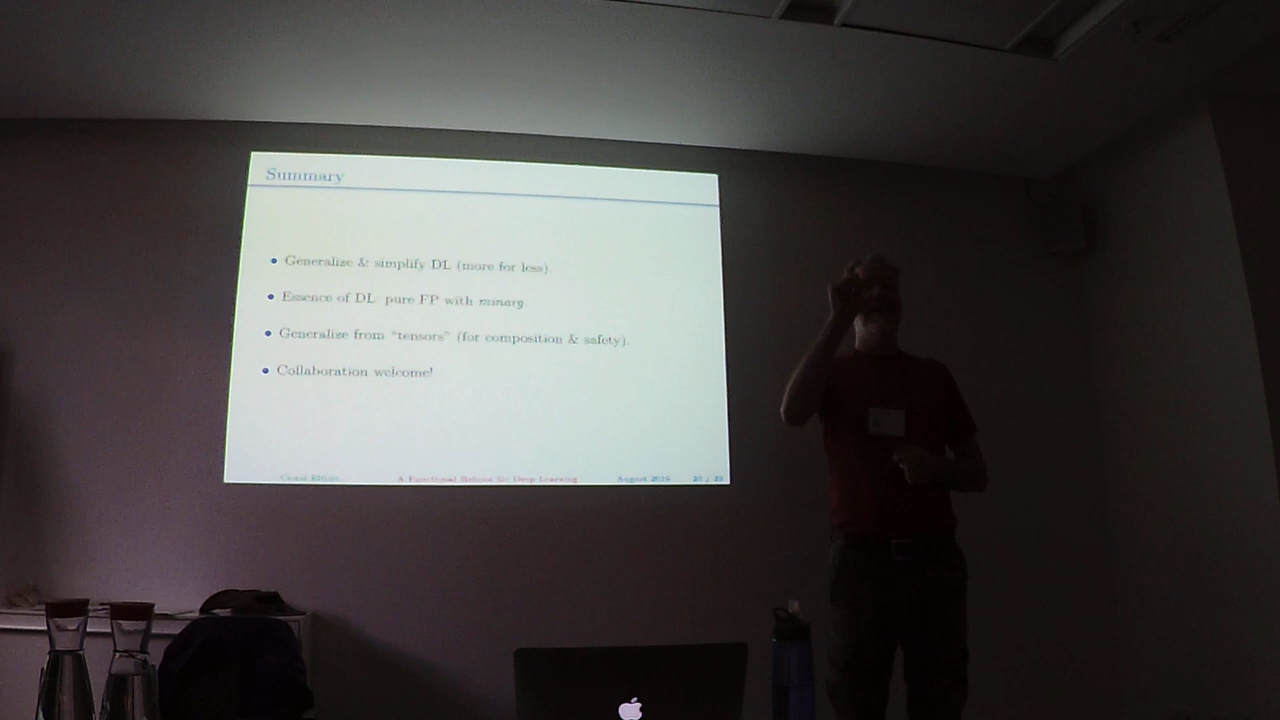 Summary
Generalize & simplify DL (more for less).
Essence of DL: pure FP with minarg.
Generalize from “tensors” (for composition & safety).
Collaboration welcome!
Conal Elliott A Functional Reboot for Deep Learning August 2019